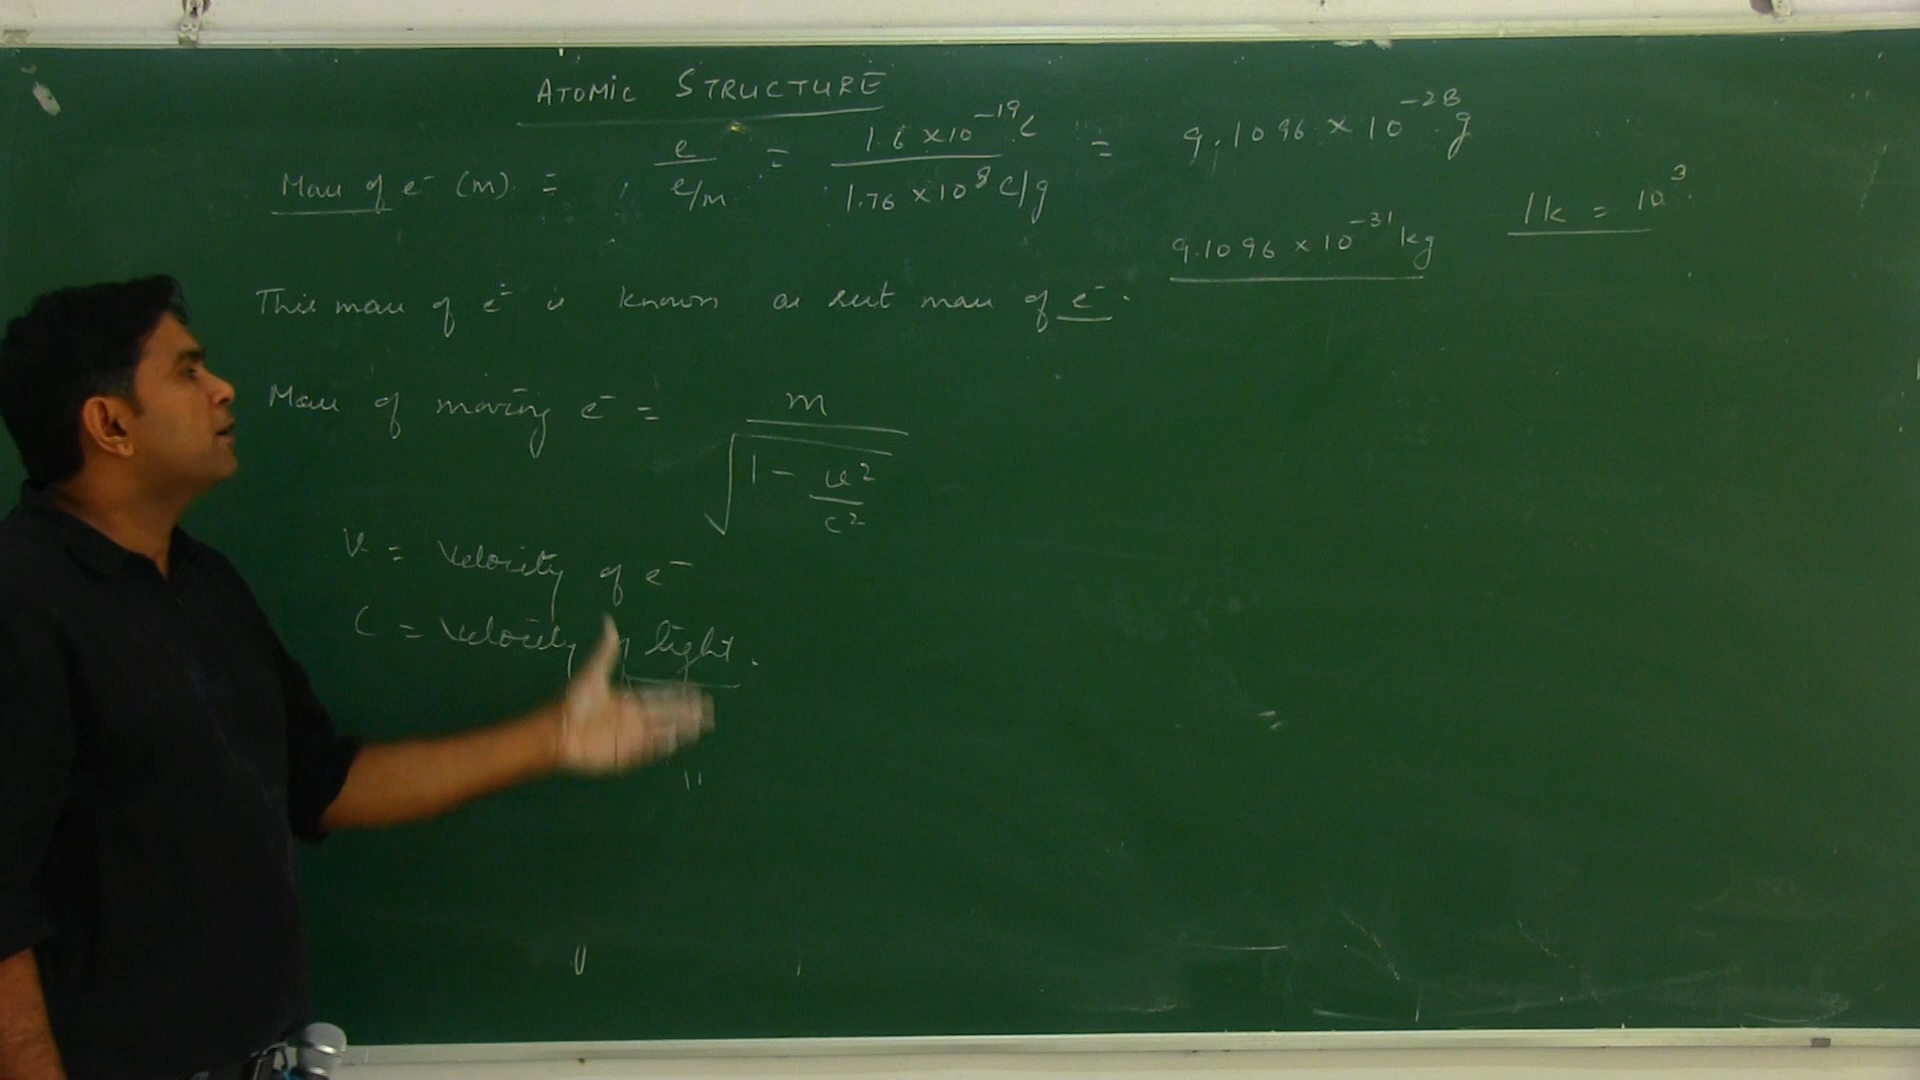 ATOMIC STRUCTURE
Mass of e⁻ (m) = e / e/m = 1.6 × 10⁻¹⁹ C / 1.76 × 10⁸ C/g = 9.1096 × 10⁻²⁸ g
9.1096 × 10⁻³¹ kg
1k = 10³
This mass of e⁻ is known as rest mass of e⁻.
Mass of moving e⁻ = m / √(1 - u²/c²)
u = Velocity of e⁻
C = Velocity of light.